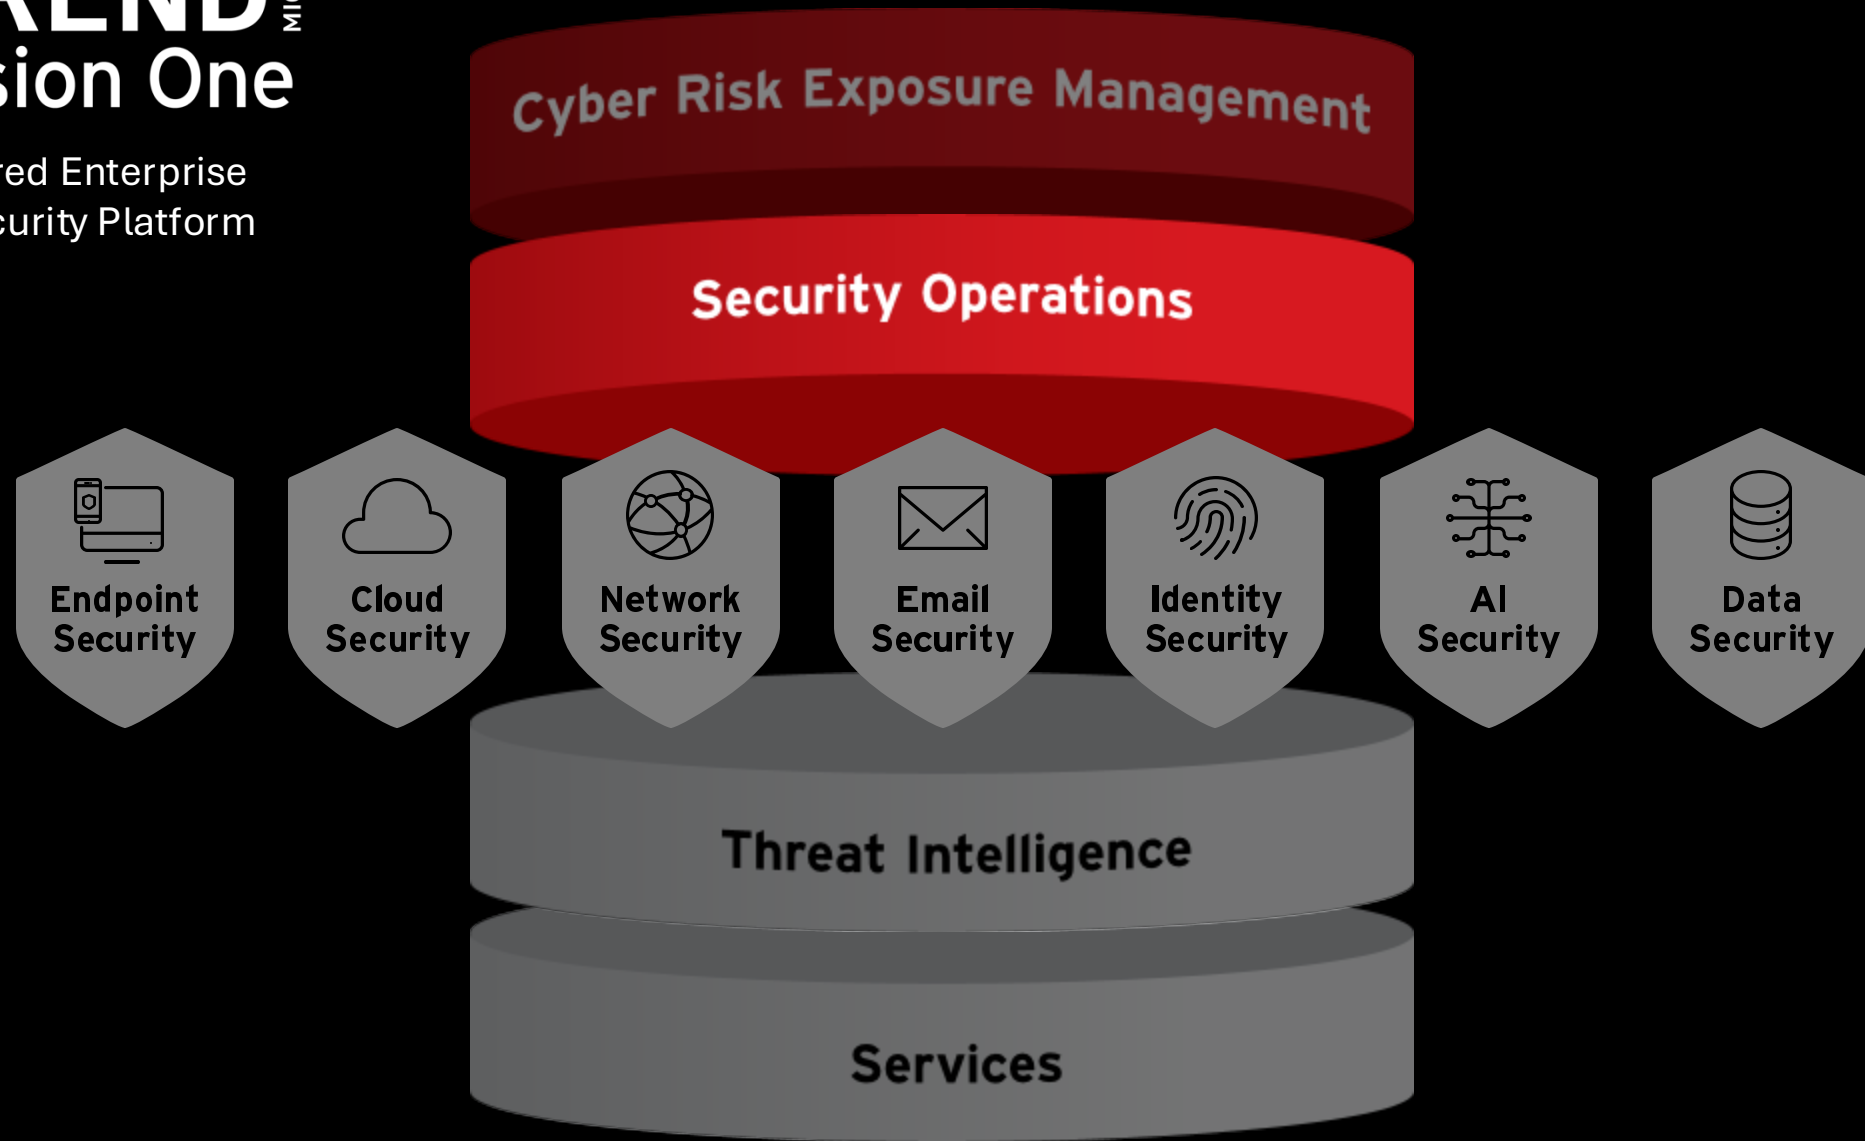 REND
sion One
red Enterprise
curity Platform
Cyber Risk Exposure Management
Security Operations
Endpoint
Security
Cloud
Security
Network
Security
Email
Security
Identity
Security
AI
Security
Data
Security
Threat Intelligence
Services